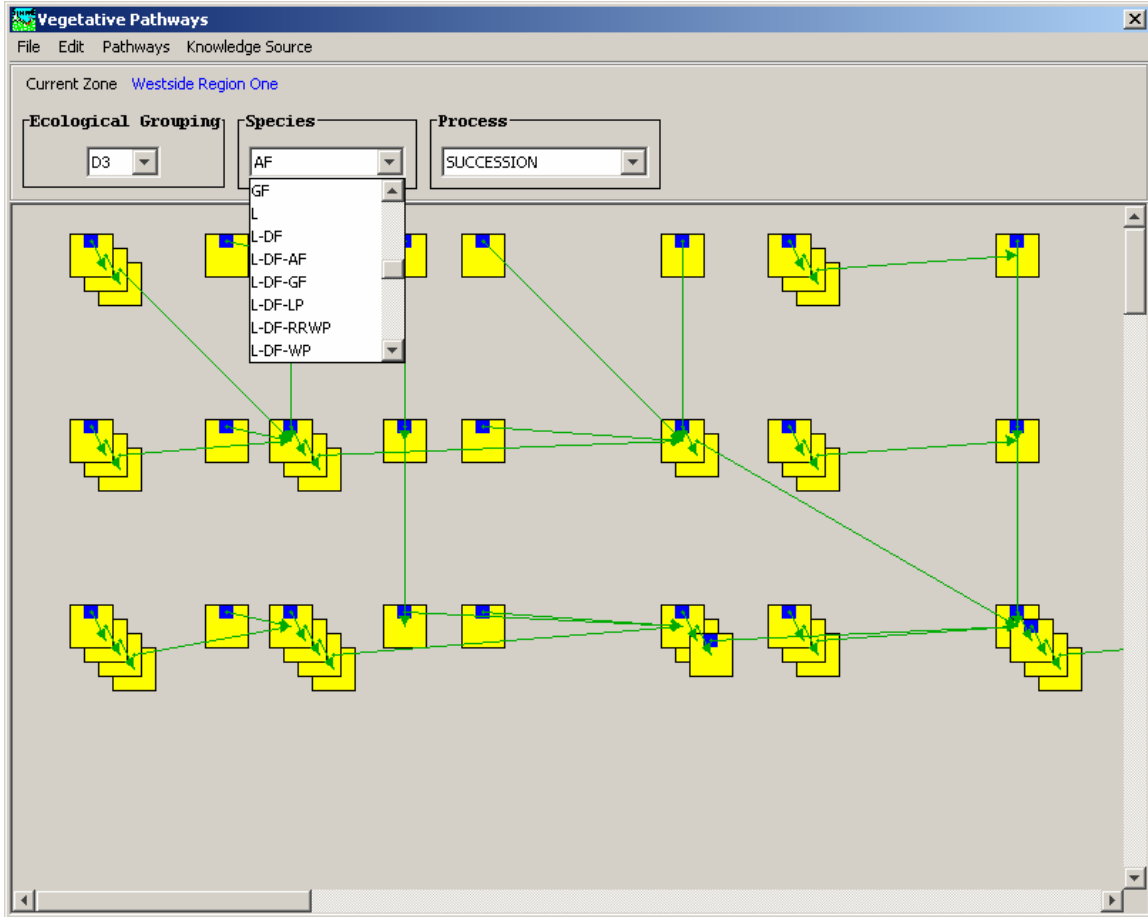 Vegetative Pathways
File Edit Pathways Knowledge Source
Current Zone Westside Region One
Ecological Grouping Species Process
D3 AF SUCCESSION
GF
L
L-DF
L-DF-AF
L-DF-GF
L-DF-LP
L-DF-RRWP
L-DF-WP